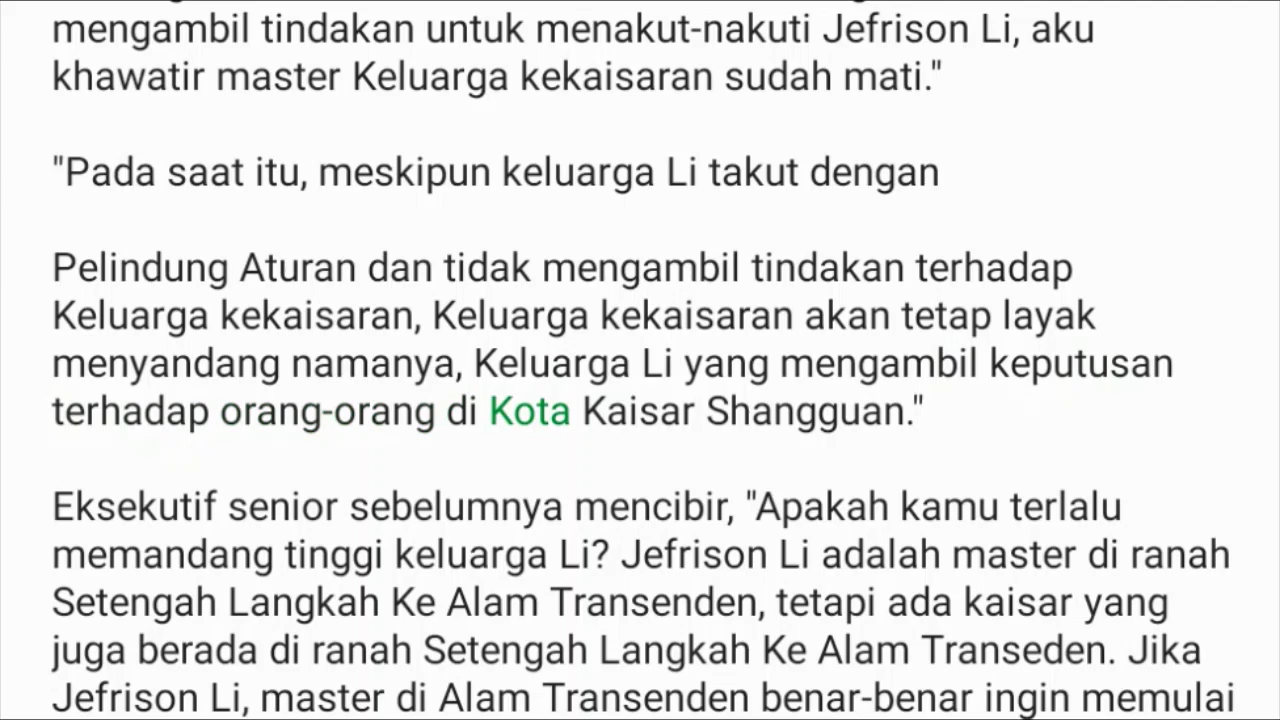 mengambil tindakan untuk menakut-nakuti Jefrison Li, aku
khawatir master Keluarga kekaisaran sudah mati."
"Pada saat itu, meskipun keluarga Li takut dengan
Pelindung Aturan dan tidak mengambil tindakan terhadap
Keluarga kekaisaran, Keluarga kekaisaran akan tetap layak
menyandang namanya, Keluarga Li yang mengambil keputusan
terhadap orang-orang di Kota Kaisar Shangguan."
Eksekutif senior sebelumnya mencibir, "Apakah kamu terlalu
memandang tinggi keluarga Li? Jefrison Li adalah master di ranah
Setengah Langkah Ke Alam Transenden, tetapi ada kaisar yang
juga berada di ranah Setengah Langkah Ke Alam Transeden. Jika
Jefrison Li, master di Alam Transenden benar-benar ingin memulai